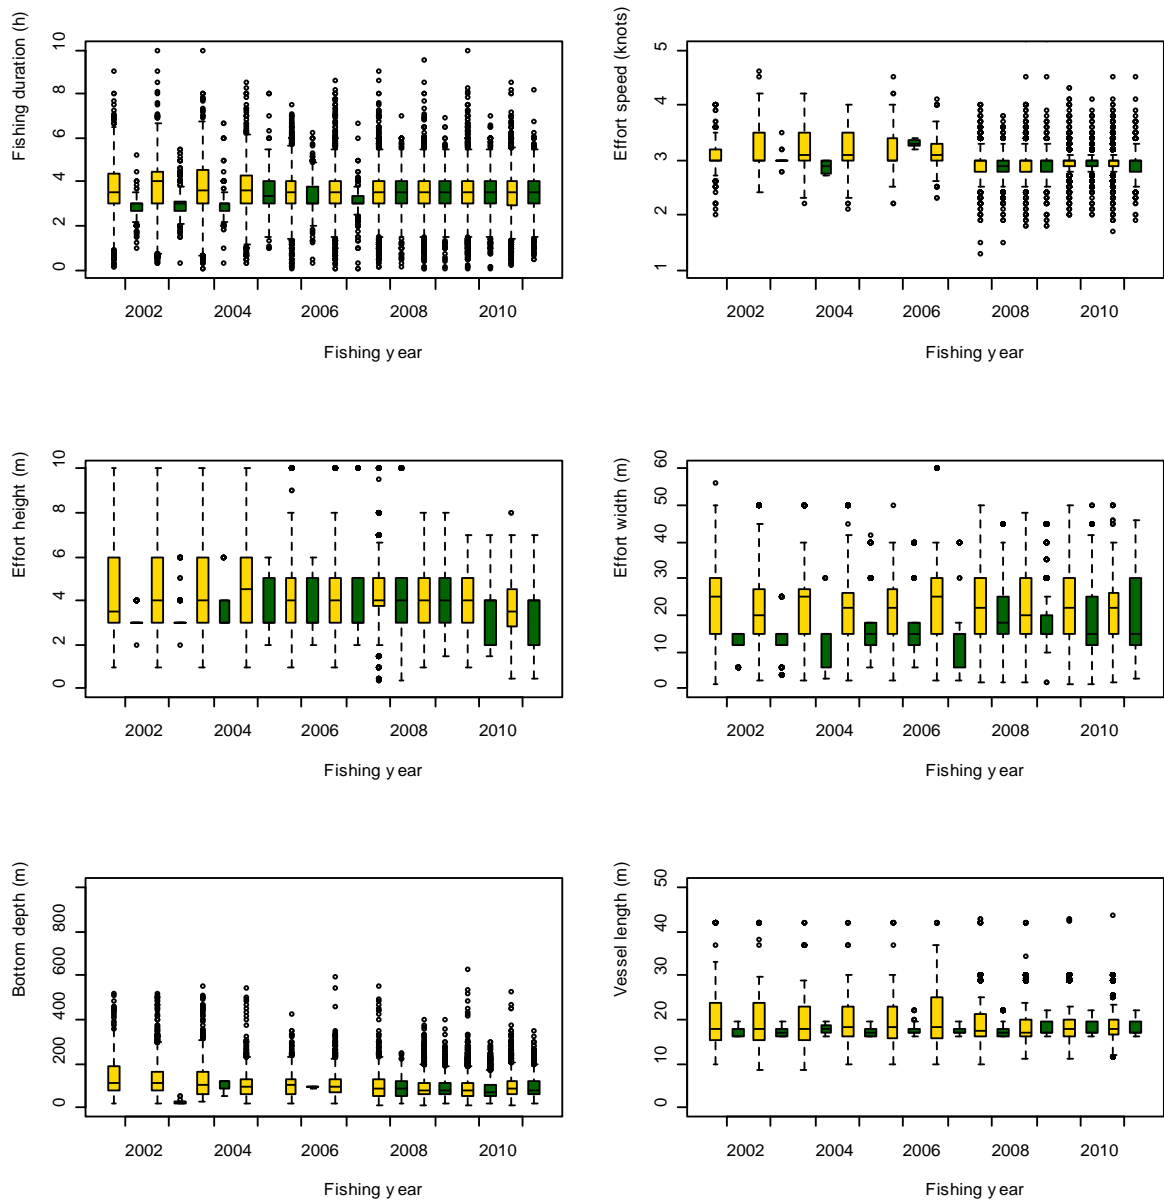 Fishing duration (h)
0 2 4 6 8 10
2002 2004 2006 2008 2010
Fishing year
Effort speed (knots)
1 2 3 4 5
2002 2004 2006 2008 2010
Fishing year
Effort height (m)
0 2 4 6 8 10
2002 2004 2006 2008 2010
Fishing year
Effort width (m)
0 10 20 30 40 50 60
2002 2004 2006 2008 2010
Fishing year
Bottom depth (m)
0 200 400 600 800
2002 2004 2006 2008 2010
Fishing year
Vessel length (m)
0 10 20 30 40 50
2002 2004 2006 2008 2010
Fishing year